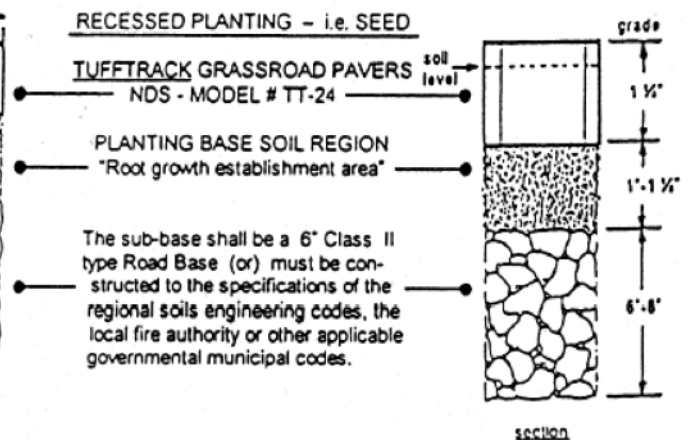 RECESSED PLANTING – i.e. SEED
grade
TUFFTRACK GRASSROAD PAVERS
soil level
NDS - MODEL # TT-24
1 ½"
PLANTING BASE SOIL REGION
"Root growth establishment area"
1"-1 ½"
The sub-base shall be a 6" Class II
type Road Base (or) must be con-
structed to the specifications of the
regional soils engineering codes, the
local fire authority or other applicable
governmental municipal codes.
6"-8"
section